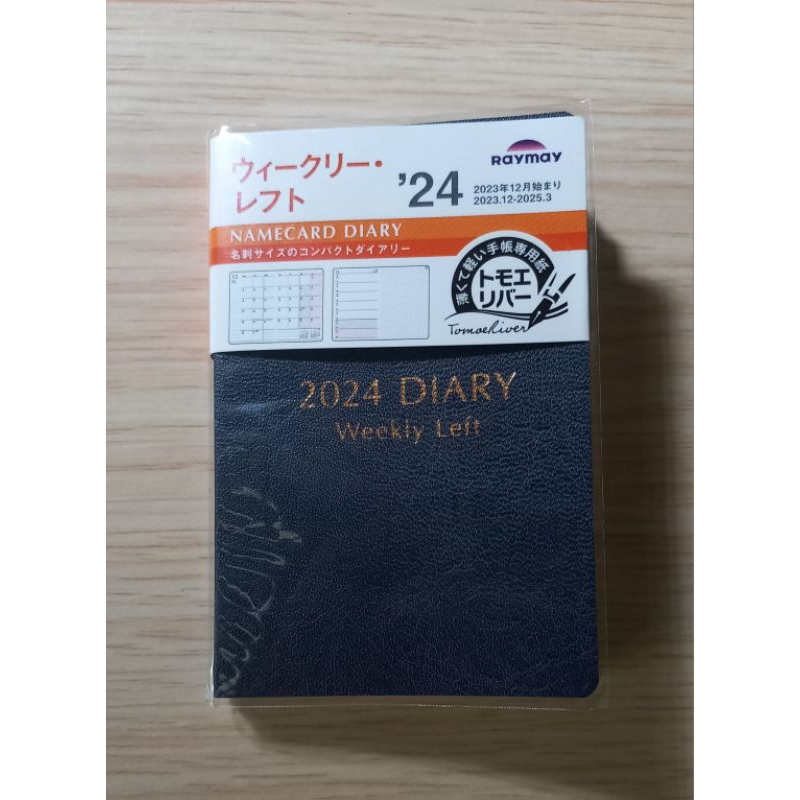 ウィークリー・
レフト
'24
Raymay
2023年12月始まり
2023.12-2025.3
NAMECARD DIARY
名刺サイズのコンパクトダイアリー
薄くて軽い手帳専用紙
トモエ
リバー
TomoeRiver
2024 DIARY
Weekly Left